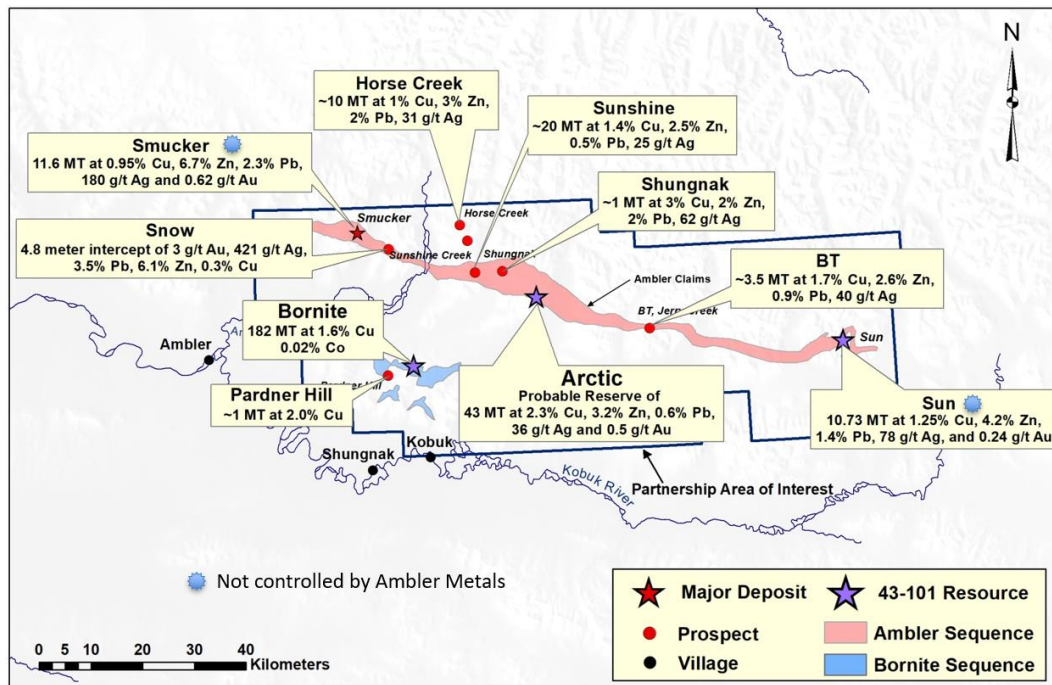 N
Horse Creek
~10 MT at 1% Cu, 3% Zn,
2% Pb, 31 g/t Ag
Sunshine
~20 MT at 1.4% Cu, 2.5% Zn,
0.5% Pb, 25 g/t Ag
Smucker
11.6 MT at 0.95% Cu, 6.7% Zn, 2.3% Pb,
180 g/t Ag and 0.62 g/t Au
Shungnak
~1 MT at 3% Cu, 2% Zn,
2% Pb, 62 g/t Ag
Snow
4.8 meter intercept of 3 g/t Au, 421 g/t Ag,
3.5% Pb, 6.1% Zn, 0.3% Cu
Smucker
Horse Creek
Sunshine Creek
Shungnak
Ambler Claims
BT
~3.5 MT at 1.7% Cu, 2.6% Zn,
0.9% Pb, 40 g/t Ag
Bornite
182 MT at 1.6% Cu
0.02% Co
BT, Jerri Creek
Sun
Ambler
Pardner Hill
Pardner Hill
~1 MT at 2.0% Cu
Arctic
Probable Reserve of
43 MT at 2.3% Cu, 3.2% Zn, 0.6% Pb,
36 g/t Ag and 0.5 g/t Au
Sun
10.73 MT at 1.25% Cu, 4.2% Zn,
1.4% Pb, 78 g/t Ag, and 0.24 g/t Au
Kobuk
Shungnak
Kobuk River
Partnership Area of Interest
Not controlled by Ambler Metals
Major Deposit
43-101 Resource
Prospect
Ambler Sequence
Village
Bornite Sequence
0 5 10 20 30 40
Kilometers